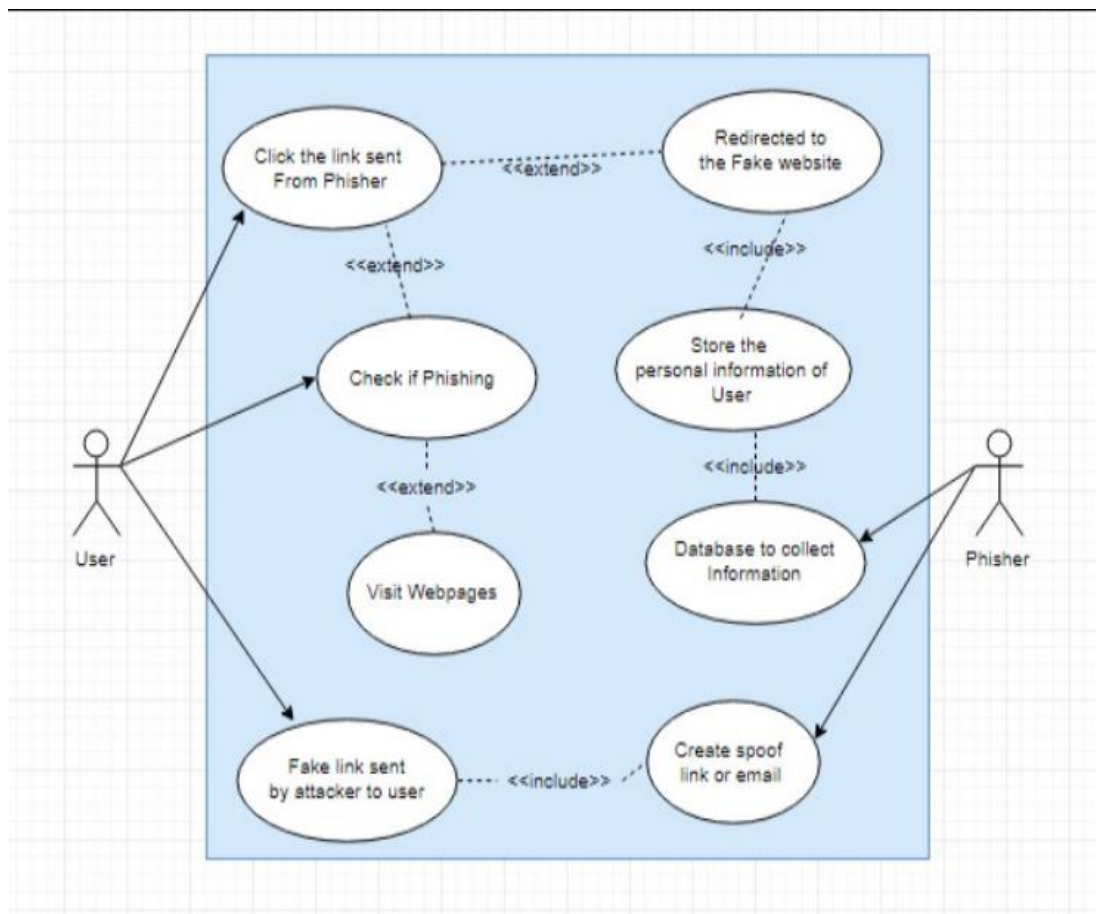 Click the link sent
From Phisher
<<extend>>
Redirected to
the Fake website
<<extend>>
<<include>>
Check if Phishing
Store the
personal information of
User
<<extend>>
<<include>>
User
Visit Webpages
Database to collect
Information
Phisher
Fake link sent
by attacker to user
<<include>>
Create spoof
link or email